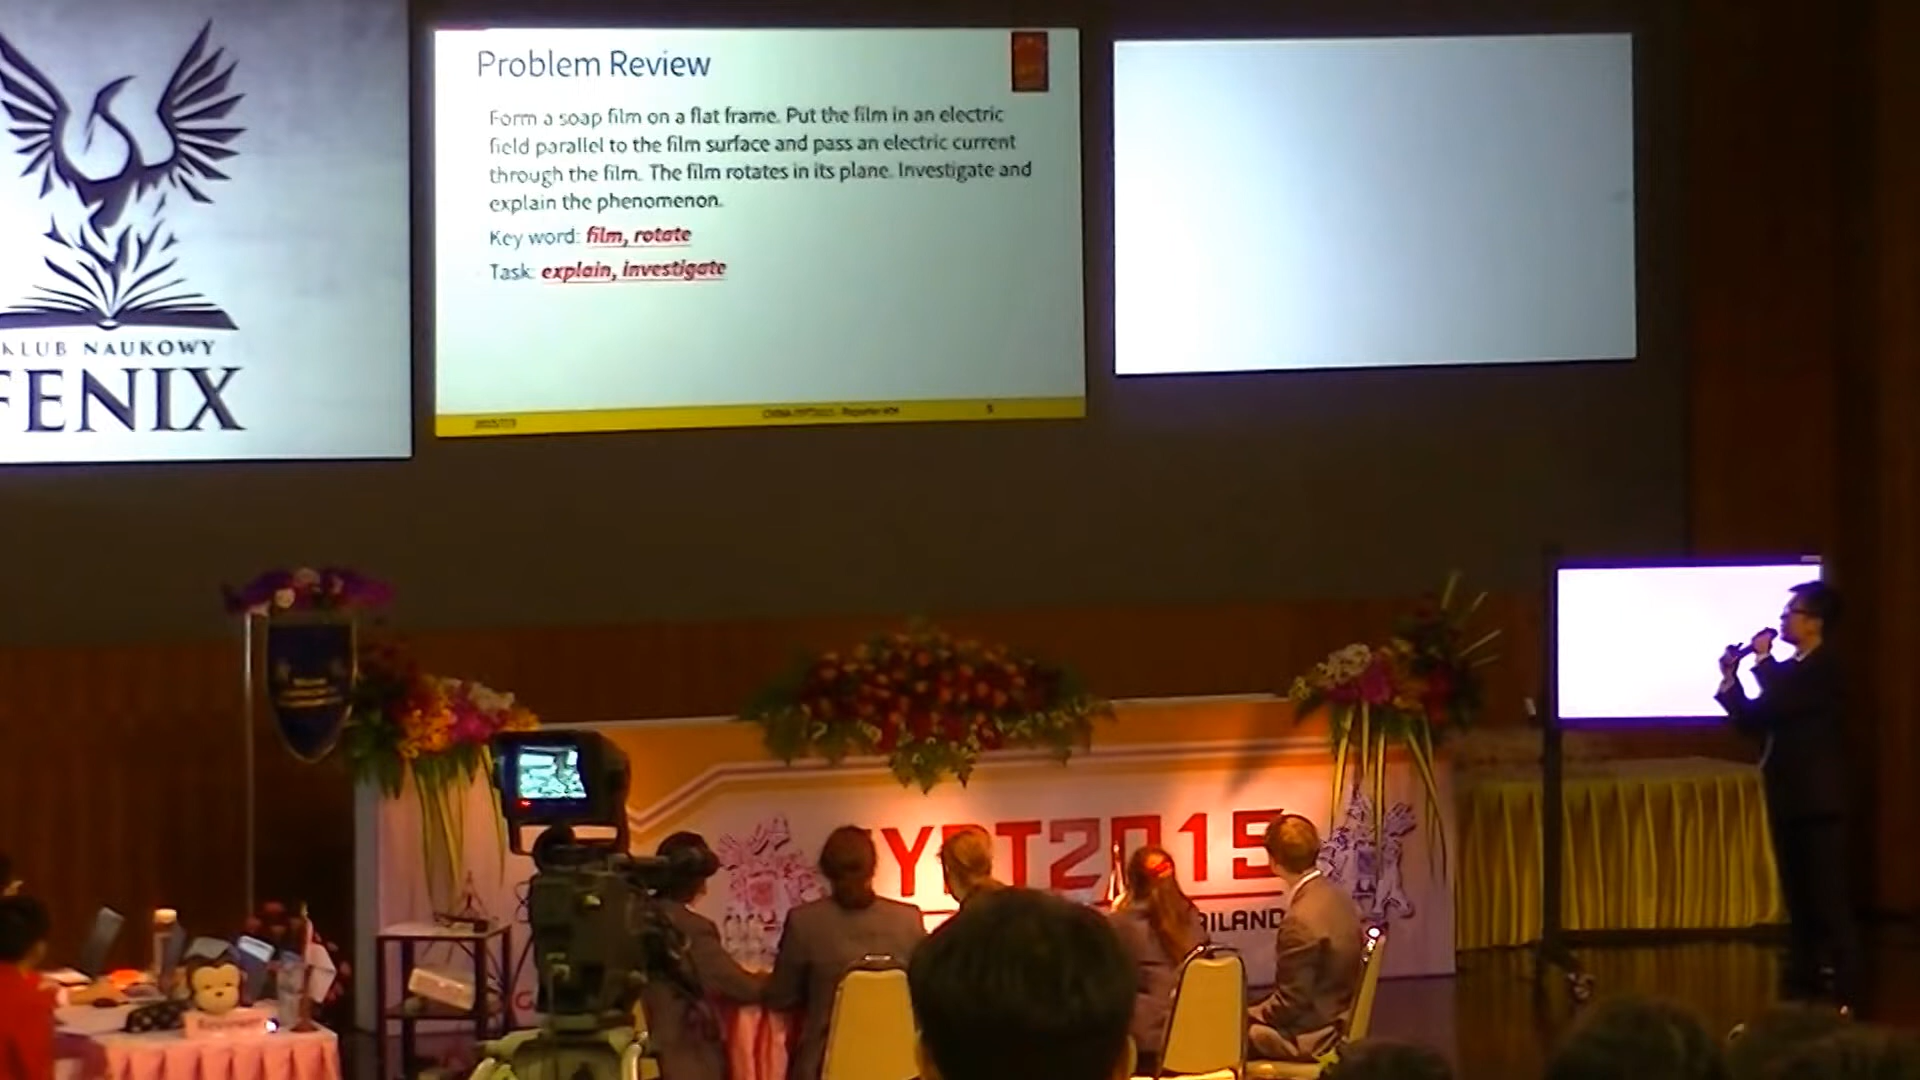 Problem Review
Form a soap film on a flat frame. Put the film in an electric
field parallel to the film surface and pass an electric current
through the film. The film rotates in its plane. Investigate and
explain the phenomenon.
Key word: film, rotate
Task: explain, investigate
KLUB NAUKOWY
FENIX
YPT2015
AILAND